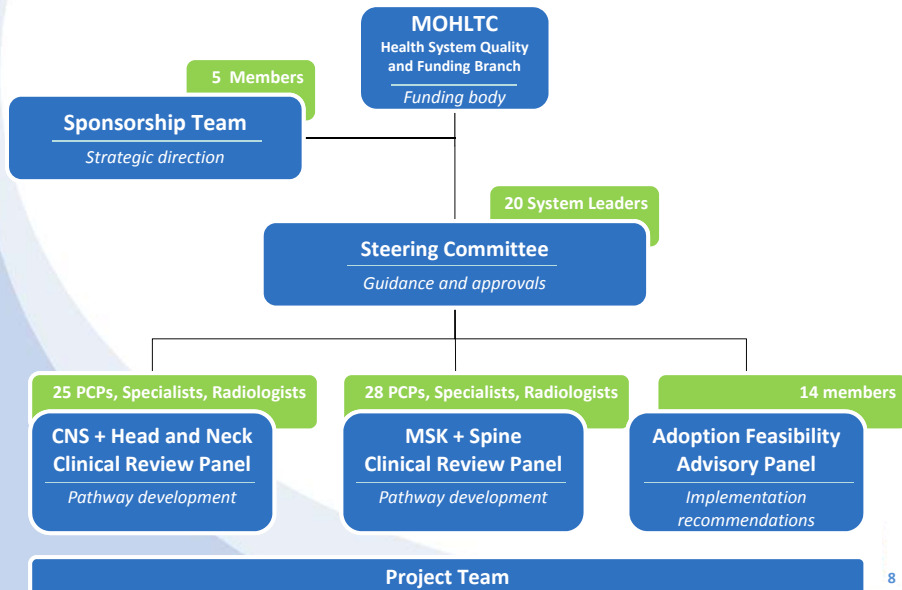 MOHLTC
Health System Quality
and Funding Branch
Funding body
5 Members
Sponsorship Team
Strategic direction
20 System Leaders
Steering Committee
Guidance and approvals
25 PCPs, Specialists, Radiologists
CNS + Head and Neck
Clinical Review Panel
Pathway development
28 PCPs, Specialists, Radiologists
MSK + Spine
Clinical Review Panel
Pathway development
14 members
Adoption Feasibility
Advisory Panel
Implementation
recommendations
Project Team
8